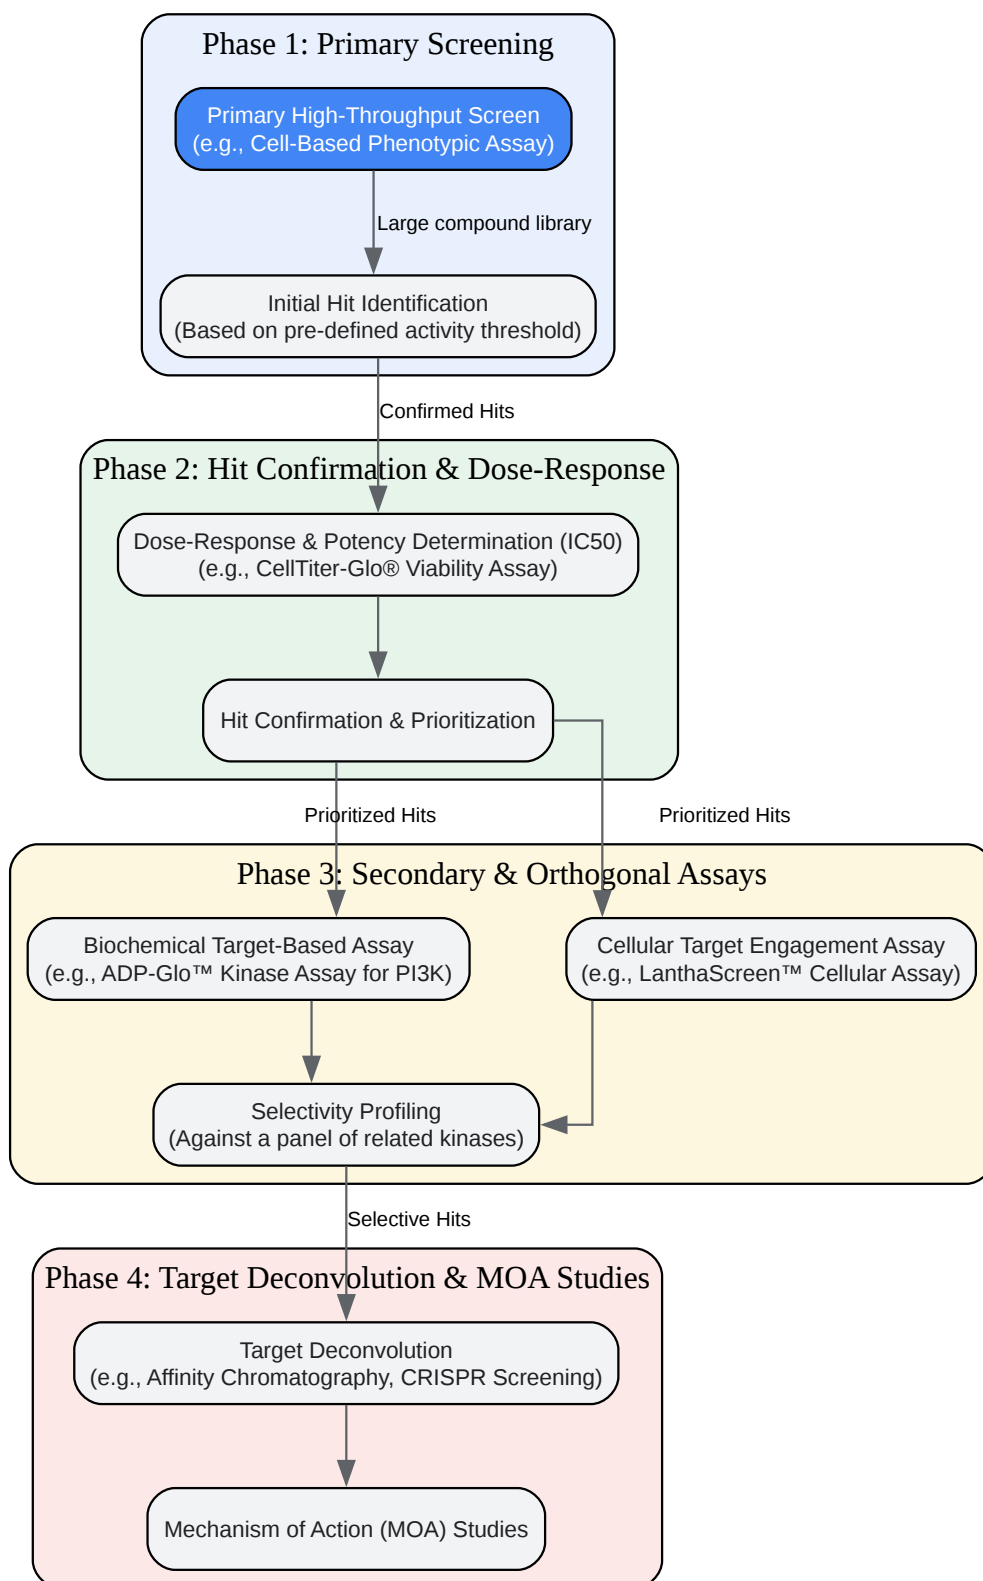 Phase 1: Primary Screening
Primary High-Throughput Screen
(e.g., Cell-Based Phenotypic Assay)
Large compound library
Initial Hit Identification
(Based on pre-defined activity threshold)
Confirmed Hits
Phase 2: Hit Confirmation & Dose-Response
Dose-Response & Potency Determination (IC50)
(e.g., CellTiter-Glo® Viability Assay)
Hit Confirmation & Prioritization
Prioritized Hits
Prioritized Hits
Phase 3: Secondary & Orthogonal Assays
Biochemical Target-Based Assay
(e.g., ADP-Glo™ Kinase Assay for PI3K)
Cellular Target Engagement Assay
(e.g., LanthaScreen™ Cellular Assay)
Selectivity Profiling
(Against a panel of related kinases)
Selective Hits
Phase 4: Target Deconvolution & MOA Studies
Target Deconvolution
(e.g., Affinity Chromatography, CRISPR Screening)
Mechanism of Action (MOA) Studies